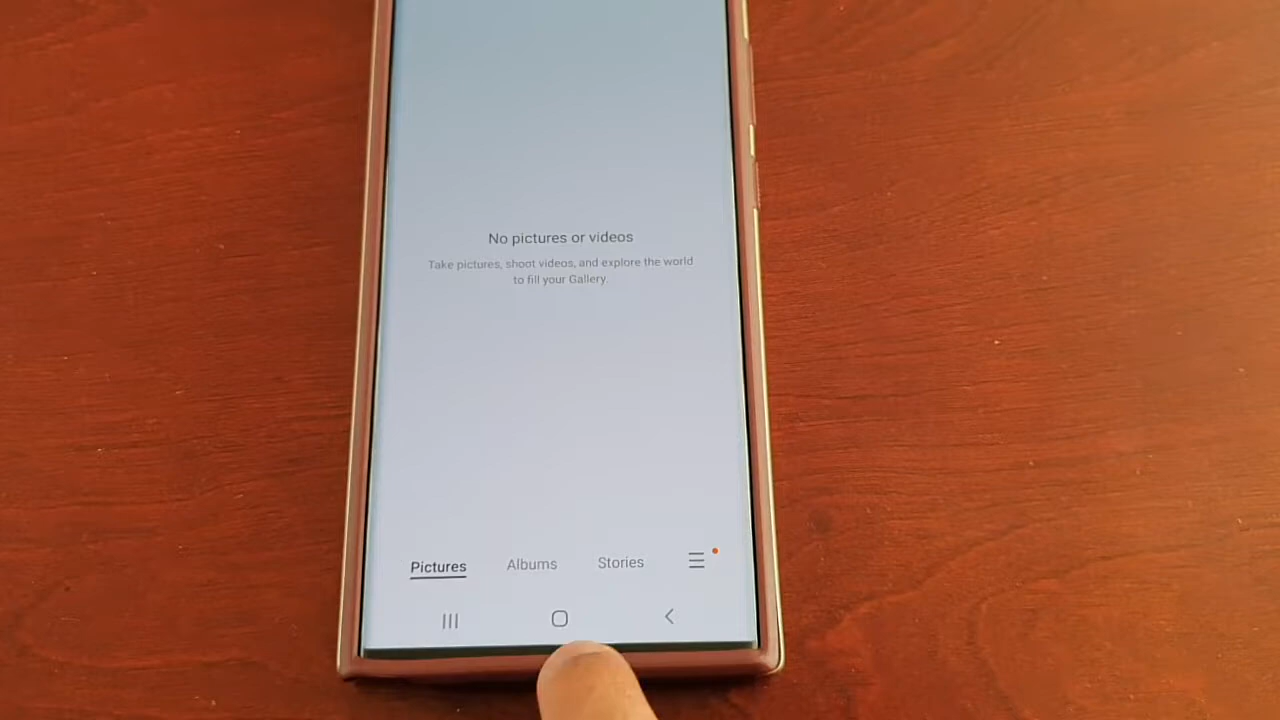 No pictures or videos
Take pictures, shoot videos, and explore the world
to fill your Gallery.
Pictures
Albums
Stories